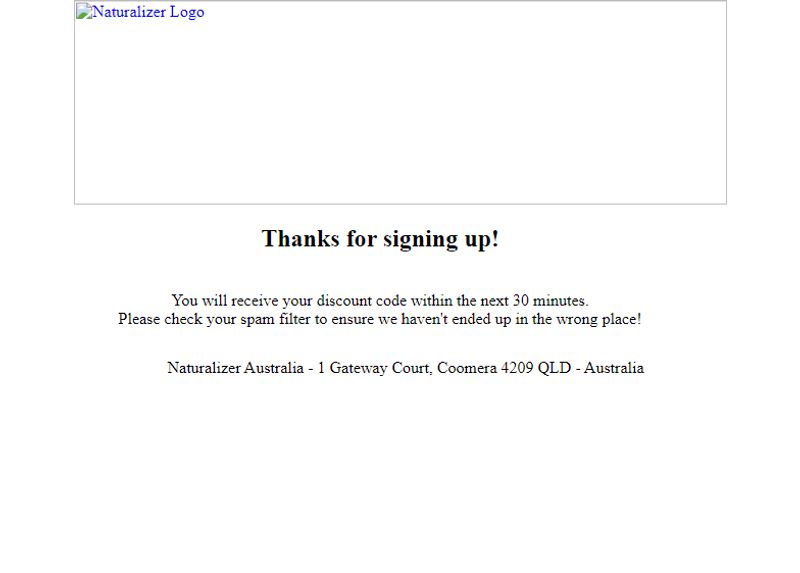 Naturalizer Logo
Thanks for signing up!
You will receive your discount code within the next 30 minutes.
Please check your spam filter to ensure we haven't ended up in the wrong place!
Naturalizer Australia - 1 Gateway Court, Coomera 4209 QLD - Australia